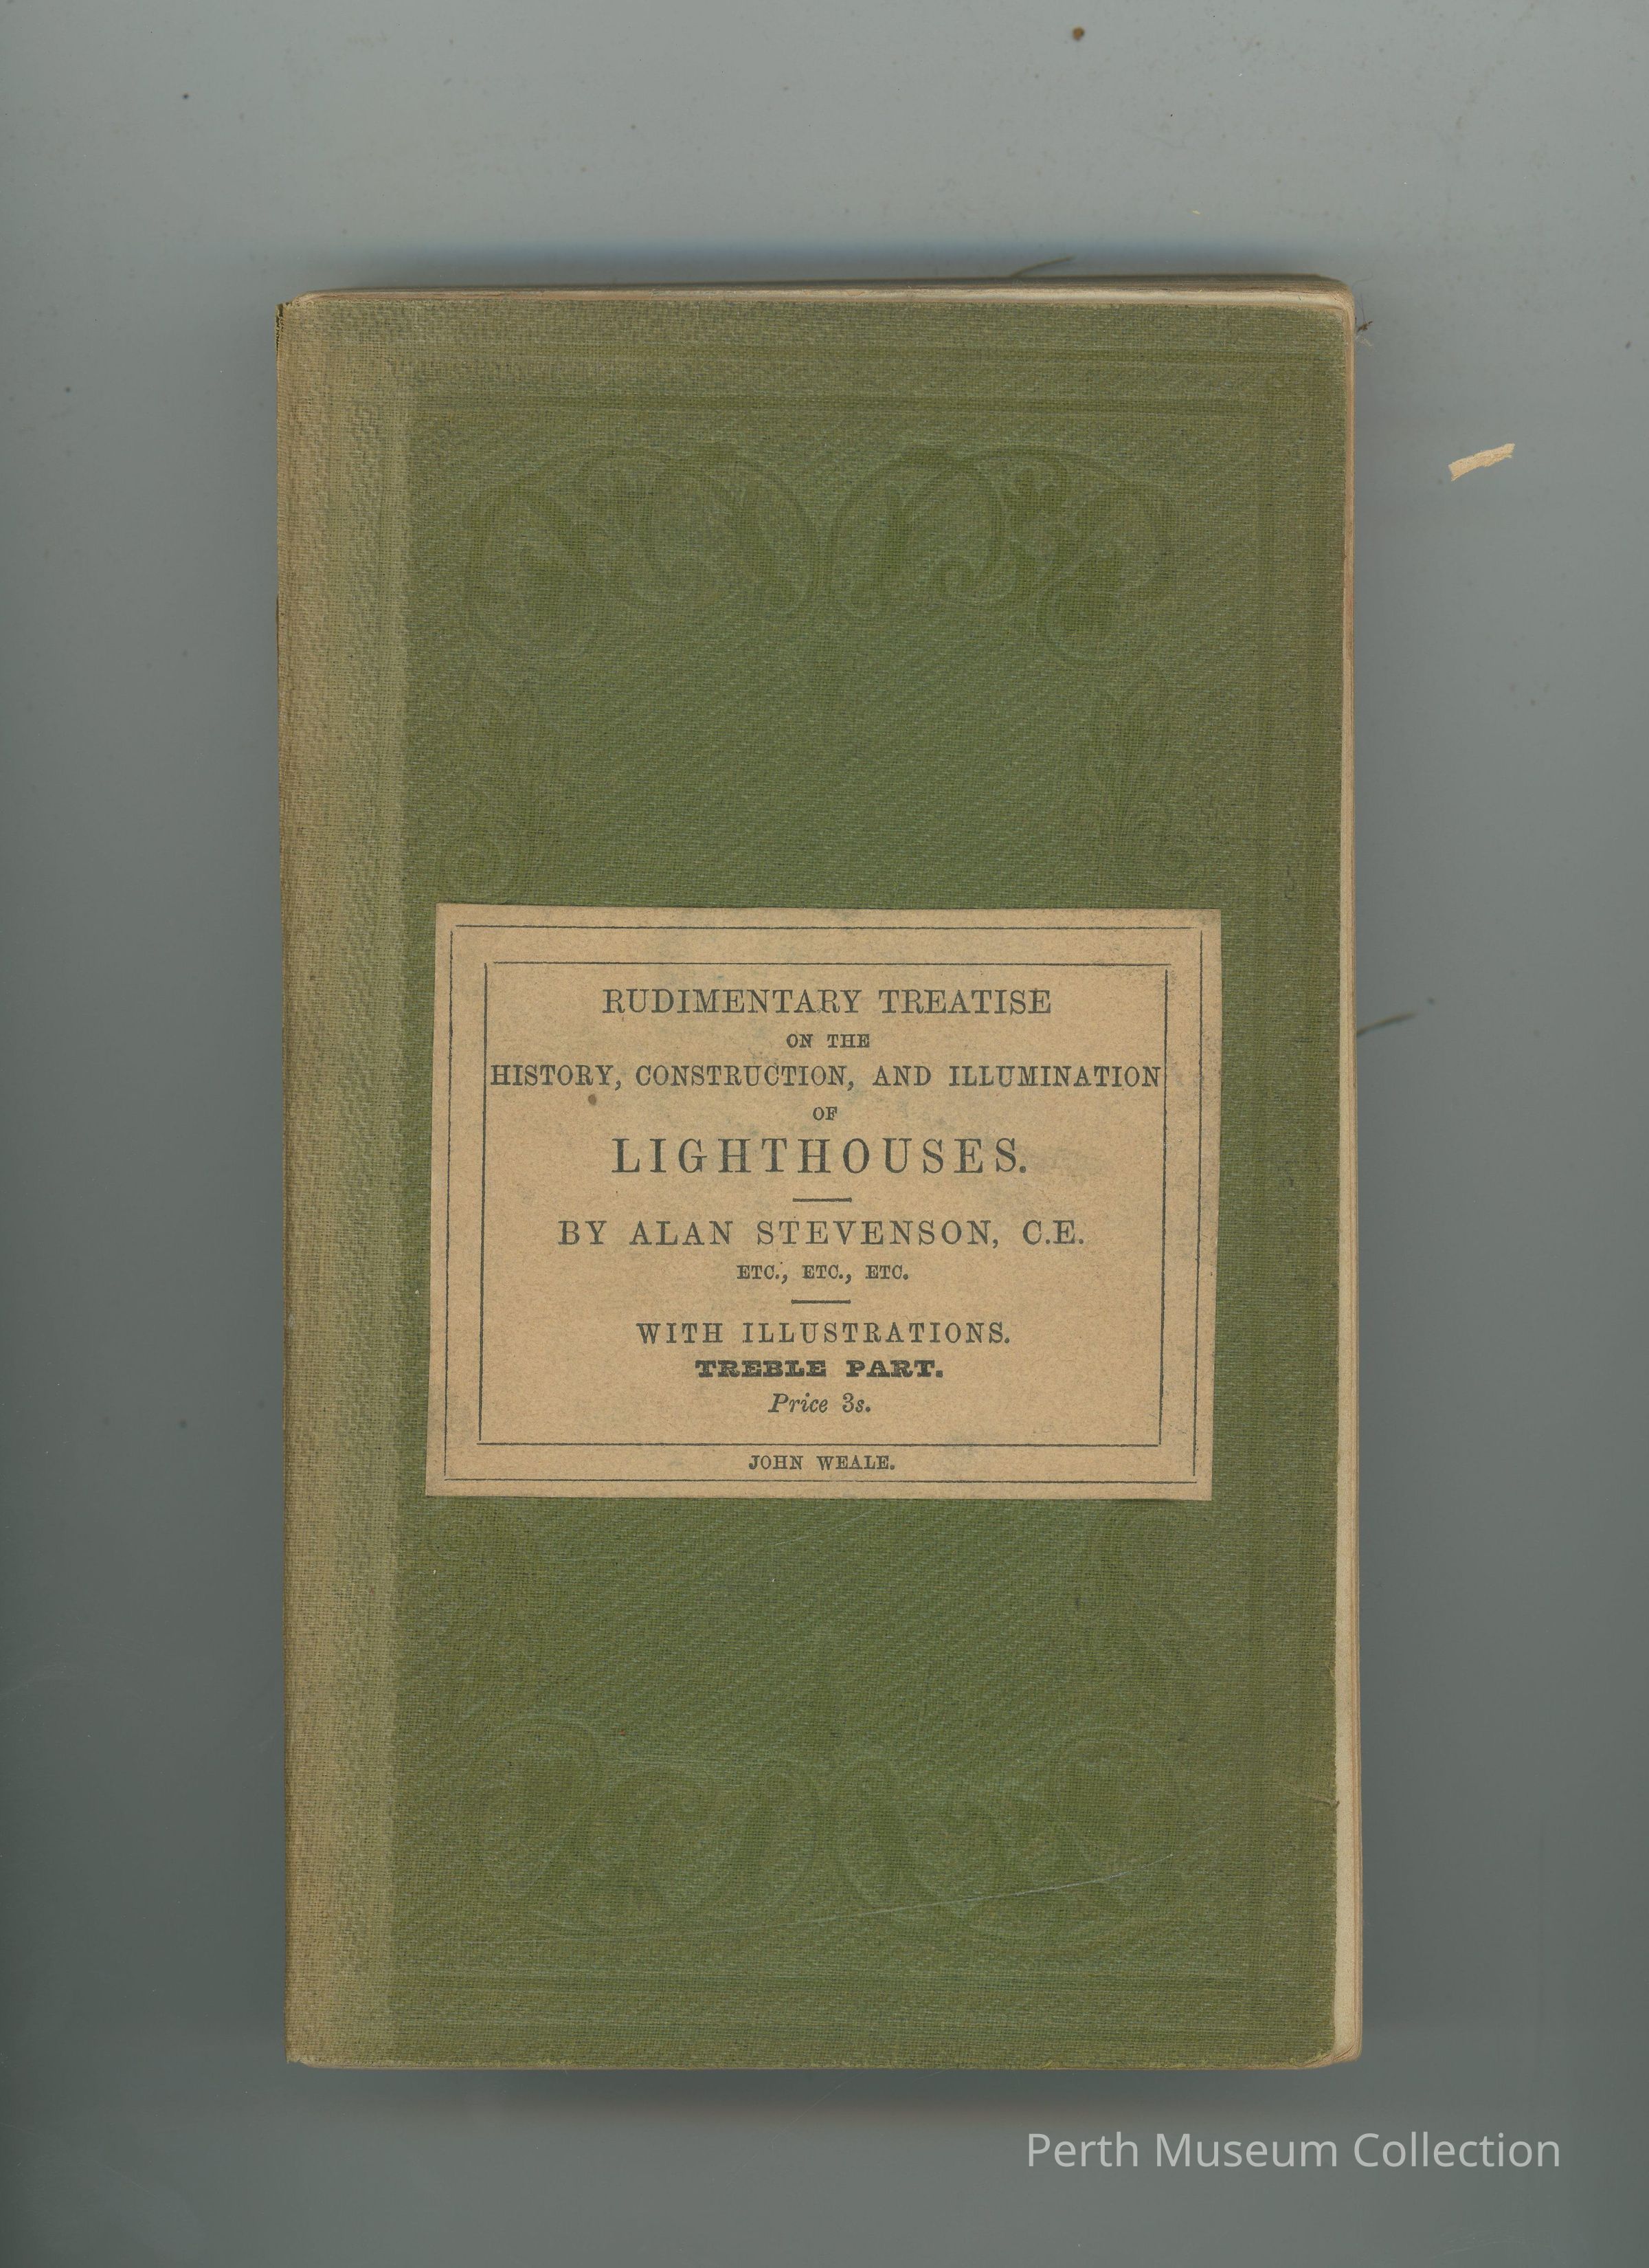 RUDIMENTARY TREATISE
ON THE
HISTORY, CONSTRUCTION, AND ILLUMINATION
OF
LIGHTHOUSES.
BY ALAN STEVENSON, C.E.
ETC., ETC., ETC.
WITH ILLUSTRATIONS.
TREBLE PART.
Price 3s.
JOHN WEALE.
Perth Museum Collection